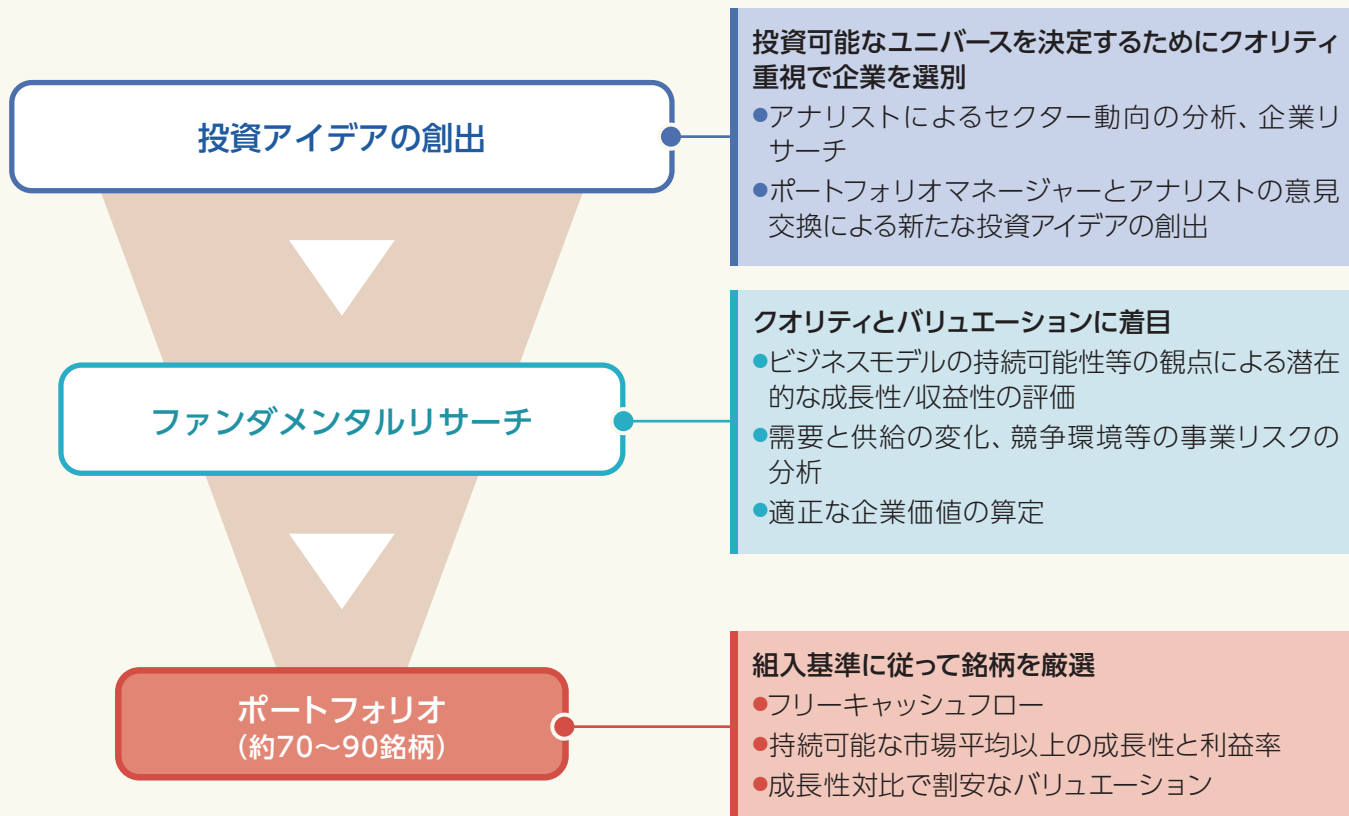 投資アイデアの創出
投資可能なユニバースを決定するためにクオリティ
重視で企業を選別
●アナリストによるセクター動向の分析、企業リ
サーチ
●ポートフォリオマネージャーとアナリストの意見
交換による新たな投資アイデアの創出
ファンダメンタルリサーチ
クオリティとバリュエーションに着目
●ビジネスモデルの持続可能性等の観点による潜在
的な成長性/収益性の評価
●需要と供給の変化、競争環境等の事業リスクの
分析
●適正な企業価値の算定
ポートフォリオ
(約70～90銘柄)
組入基準に従って銘柄を厳選
●フリーキャッシュフロー
●持続可能な市場平均以上の成長性と利益率
●成長性対比で割安なバリュエーション